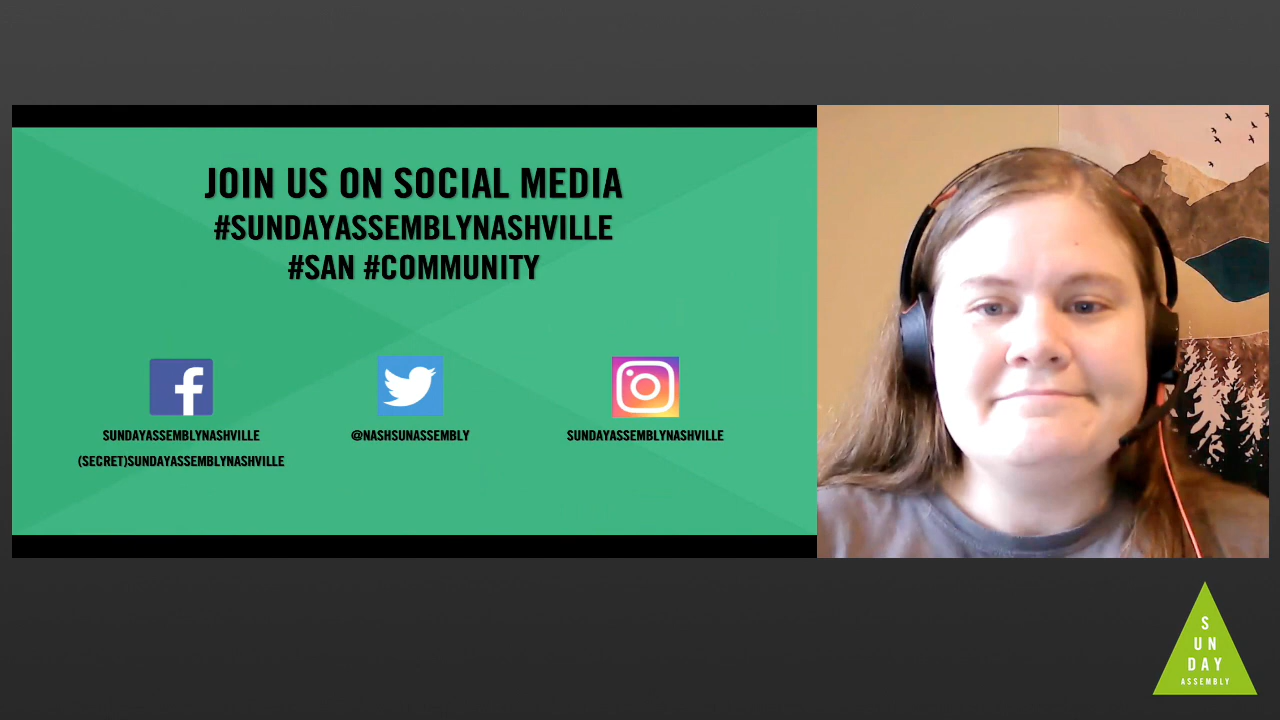 JOIN US ON SOCIAL MEDIA
#SUNDAYASSEMBLYNASHVILLE
#SAN #COMMUNITY
SUNDAYASSEMBLYNASHVILLE
(SECRET)SUNDAYASSEMBLYNASHVILLE
@NASHSUNASSEMBLY
SUNDAYASSEMBLYNASHVILLE
S
UN
DAY
ASSEMBLY